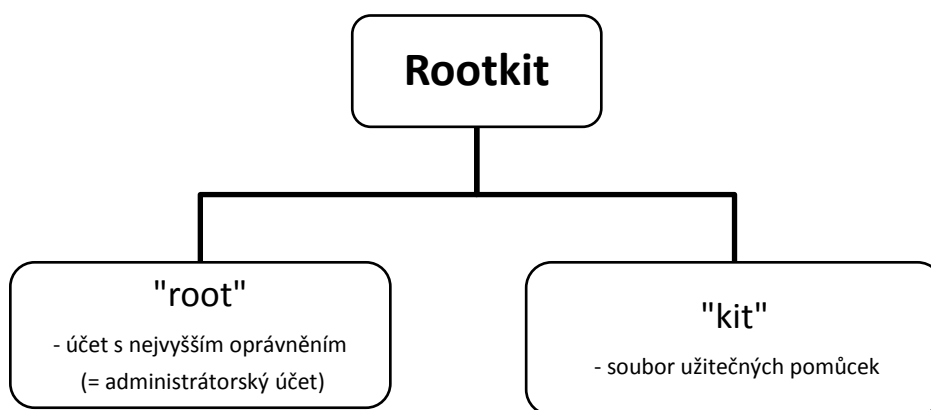 Rootkit
"root"
- účet s nejvyšším oprávněním
(= administrátorský účet)
"kit"
- soubor užitečných pomůcek